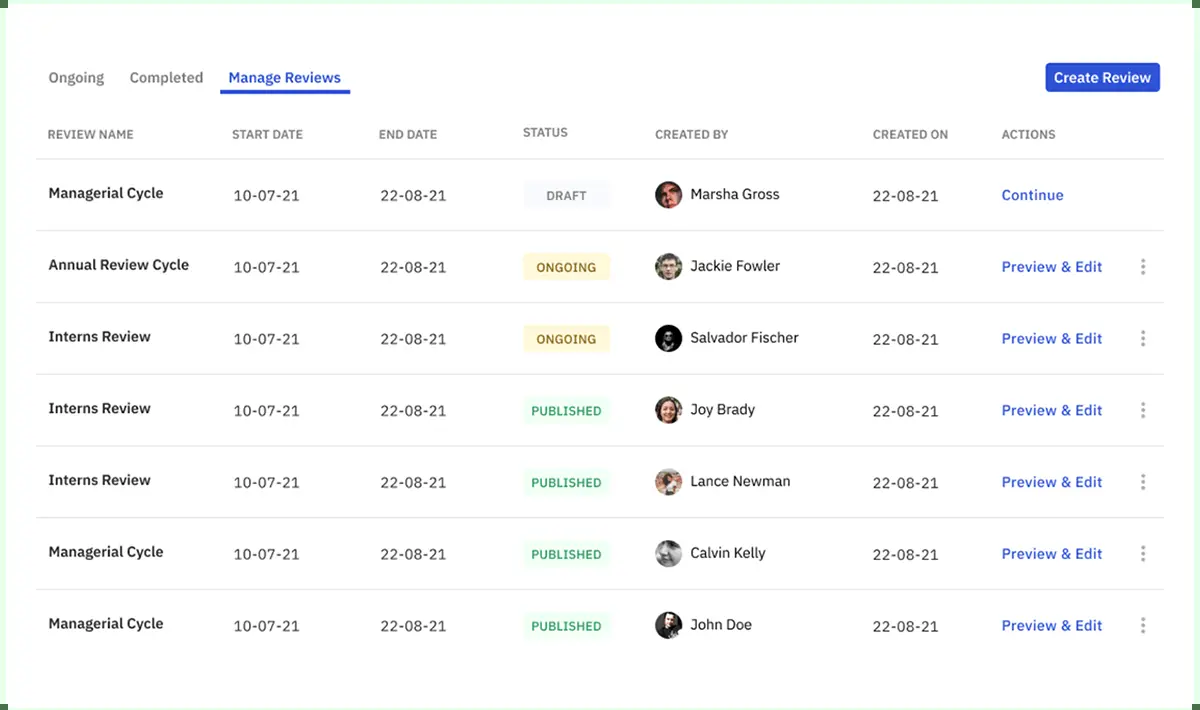 Ongoing Completed Manage Reviews Create Review
REVIEW NAME START DATE END DATE STATUS CREATED BY CREATED ON ACTIONS
Managerial Cycle 10-07-21 22-08-21 DRAFT Marsha Gross 22-08-21 Continue
Annual Review Cycle 10-07-21 22-08-21 ONGOING Jackie Fowler 22-08-21 Preview & Edit
Interns Review 10-07-21 22-08-21 ONGOING Salvador Fischer 22-08-21 Preview & Edit
Interns Review 10-07-21 22-08-21 PUBLISHED Joy Brady 22-08-21 Preview & Edit
Interns Review 10-07-21 22-08-21 PUBLISHED Lance Newman 22-08-21 Preview & Edit
Managerial Cycle 10-07-21 22-08-21 PUBLISHED Calvin Kelly 22-08-21 Preview & Edit
Managerial Cycle 10-07-21 22-08-21 PUBLISHED John Doe 22-08-21 Preview & Edit